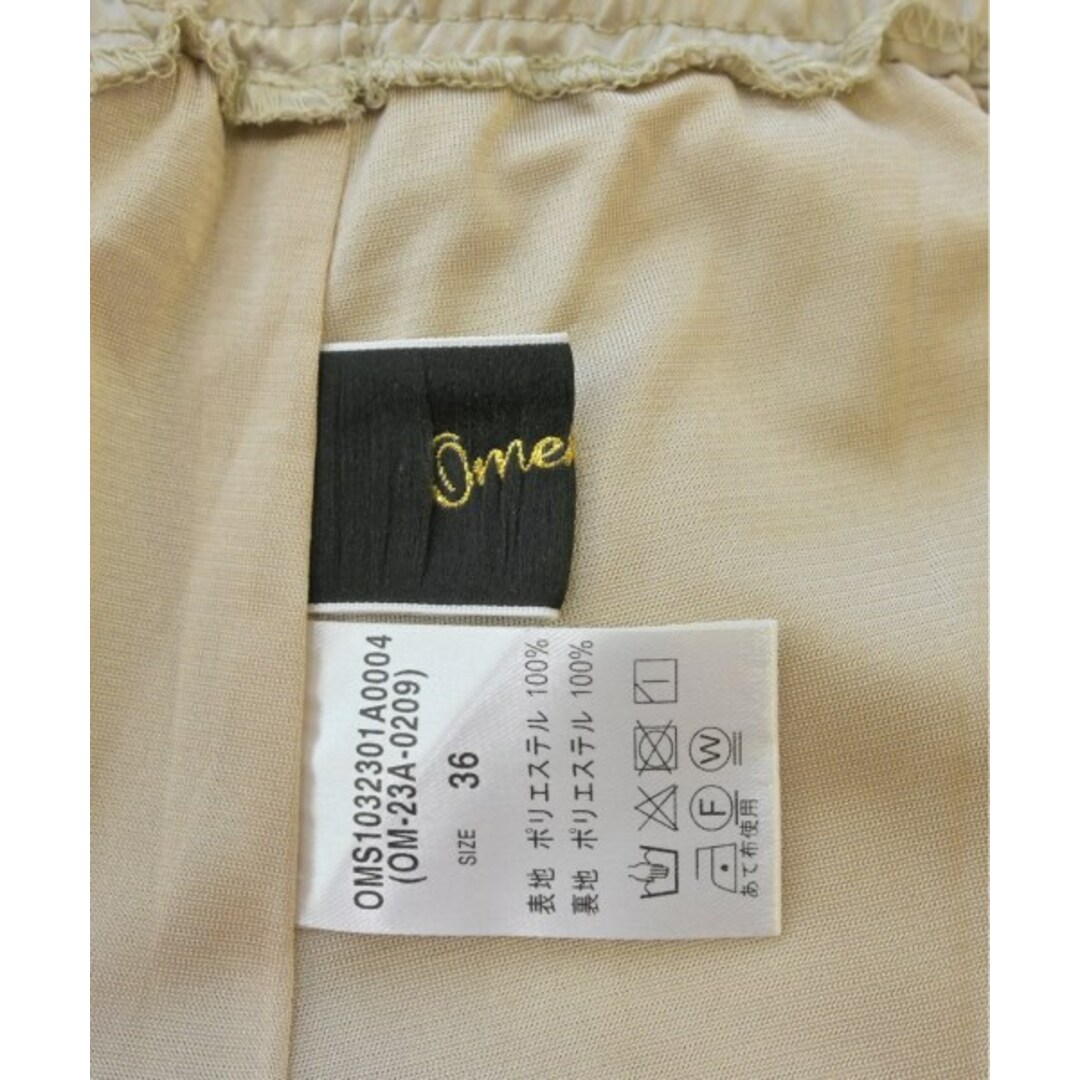 Ome
OMS1032301A0004
(OM-23A-0209)
SIZE 36
表地 ポリエステル 100%
裏地 ポリエステル 100%
F W
あて布使用